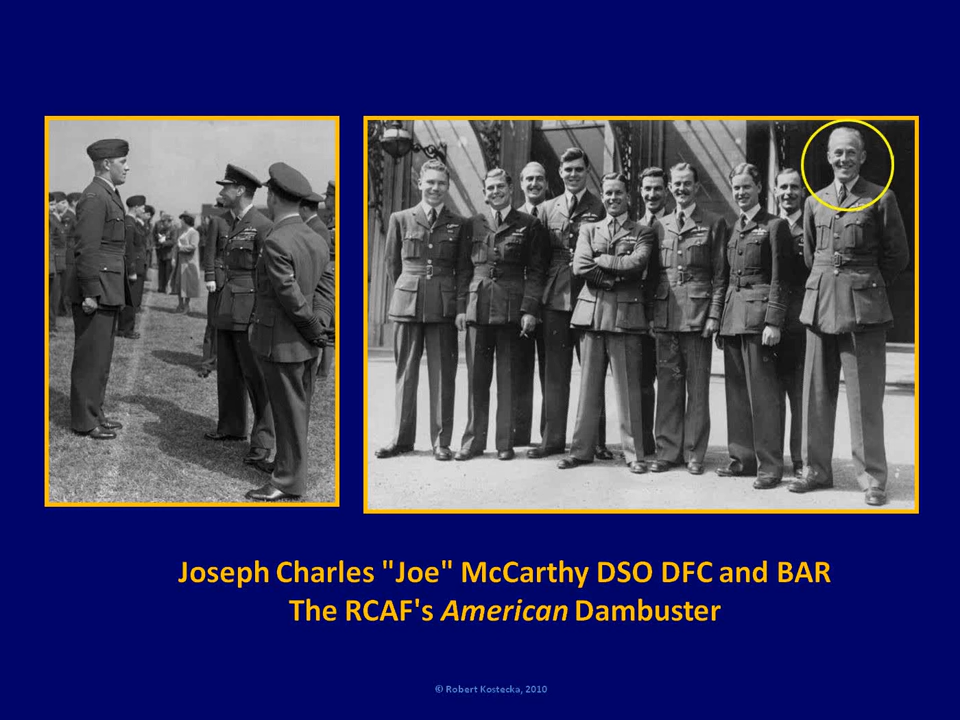 Joseph Charles "Joe" McCarthy DSO DFC and BAR
The RCAF's American Dambuster
© Robert Kostecka, 2010